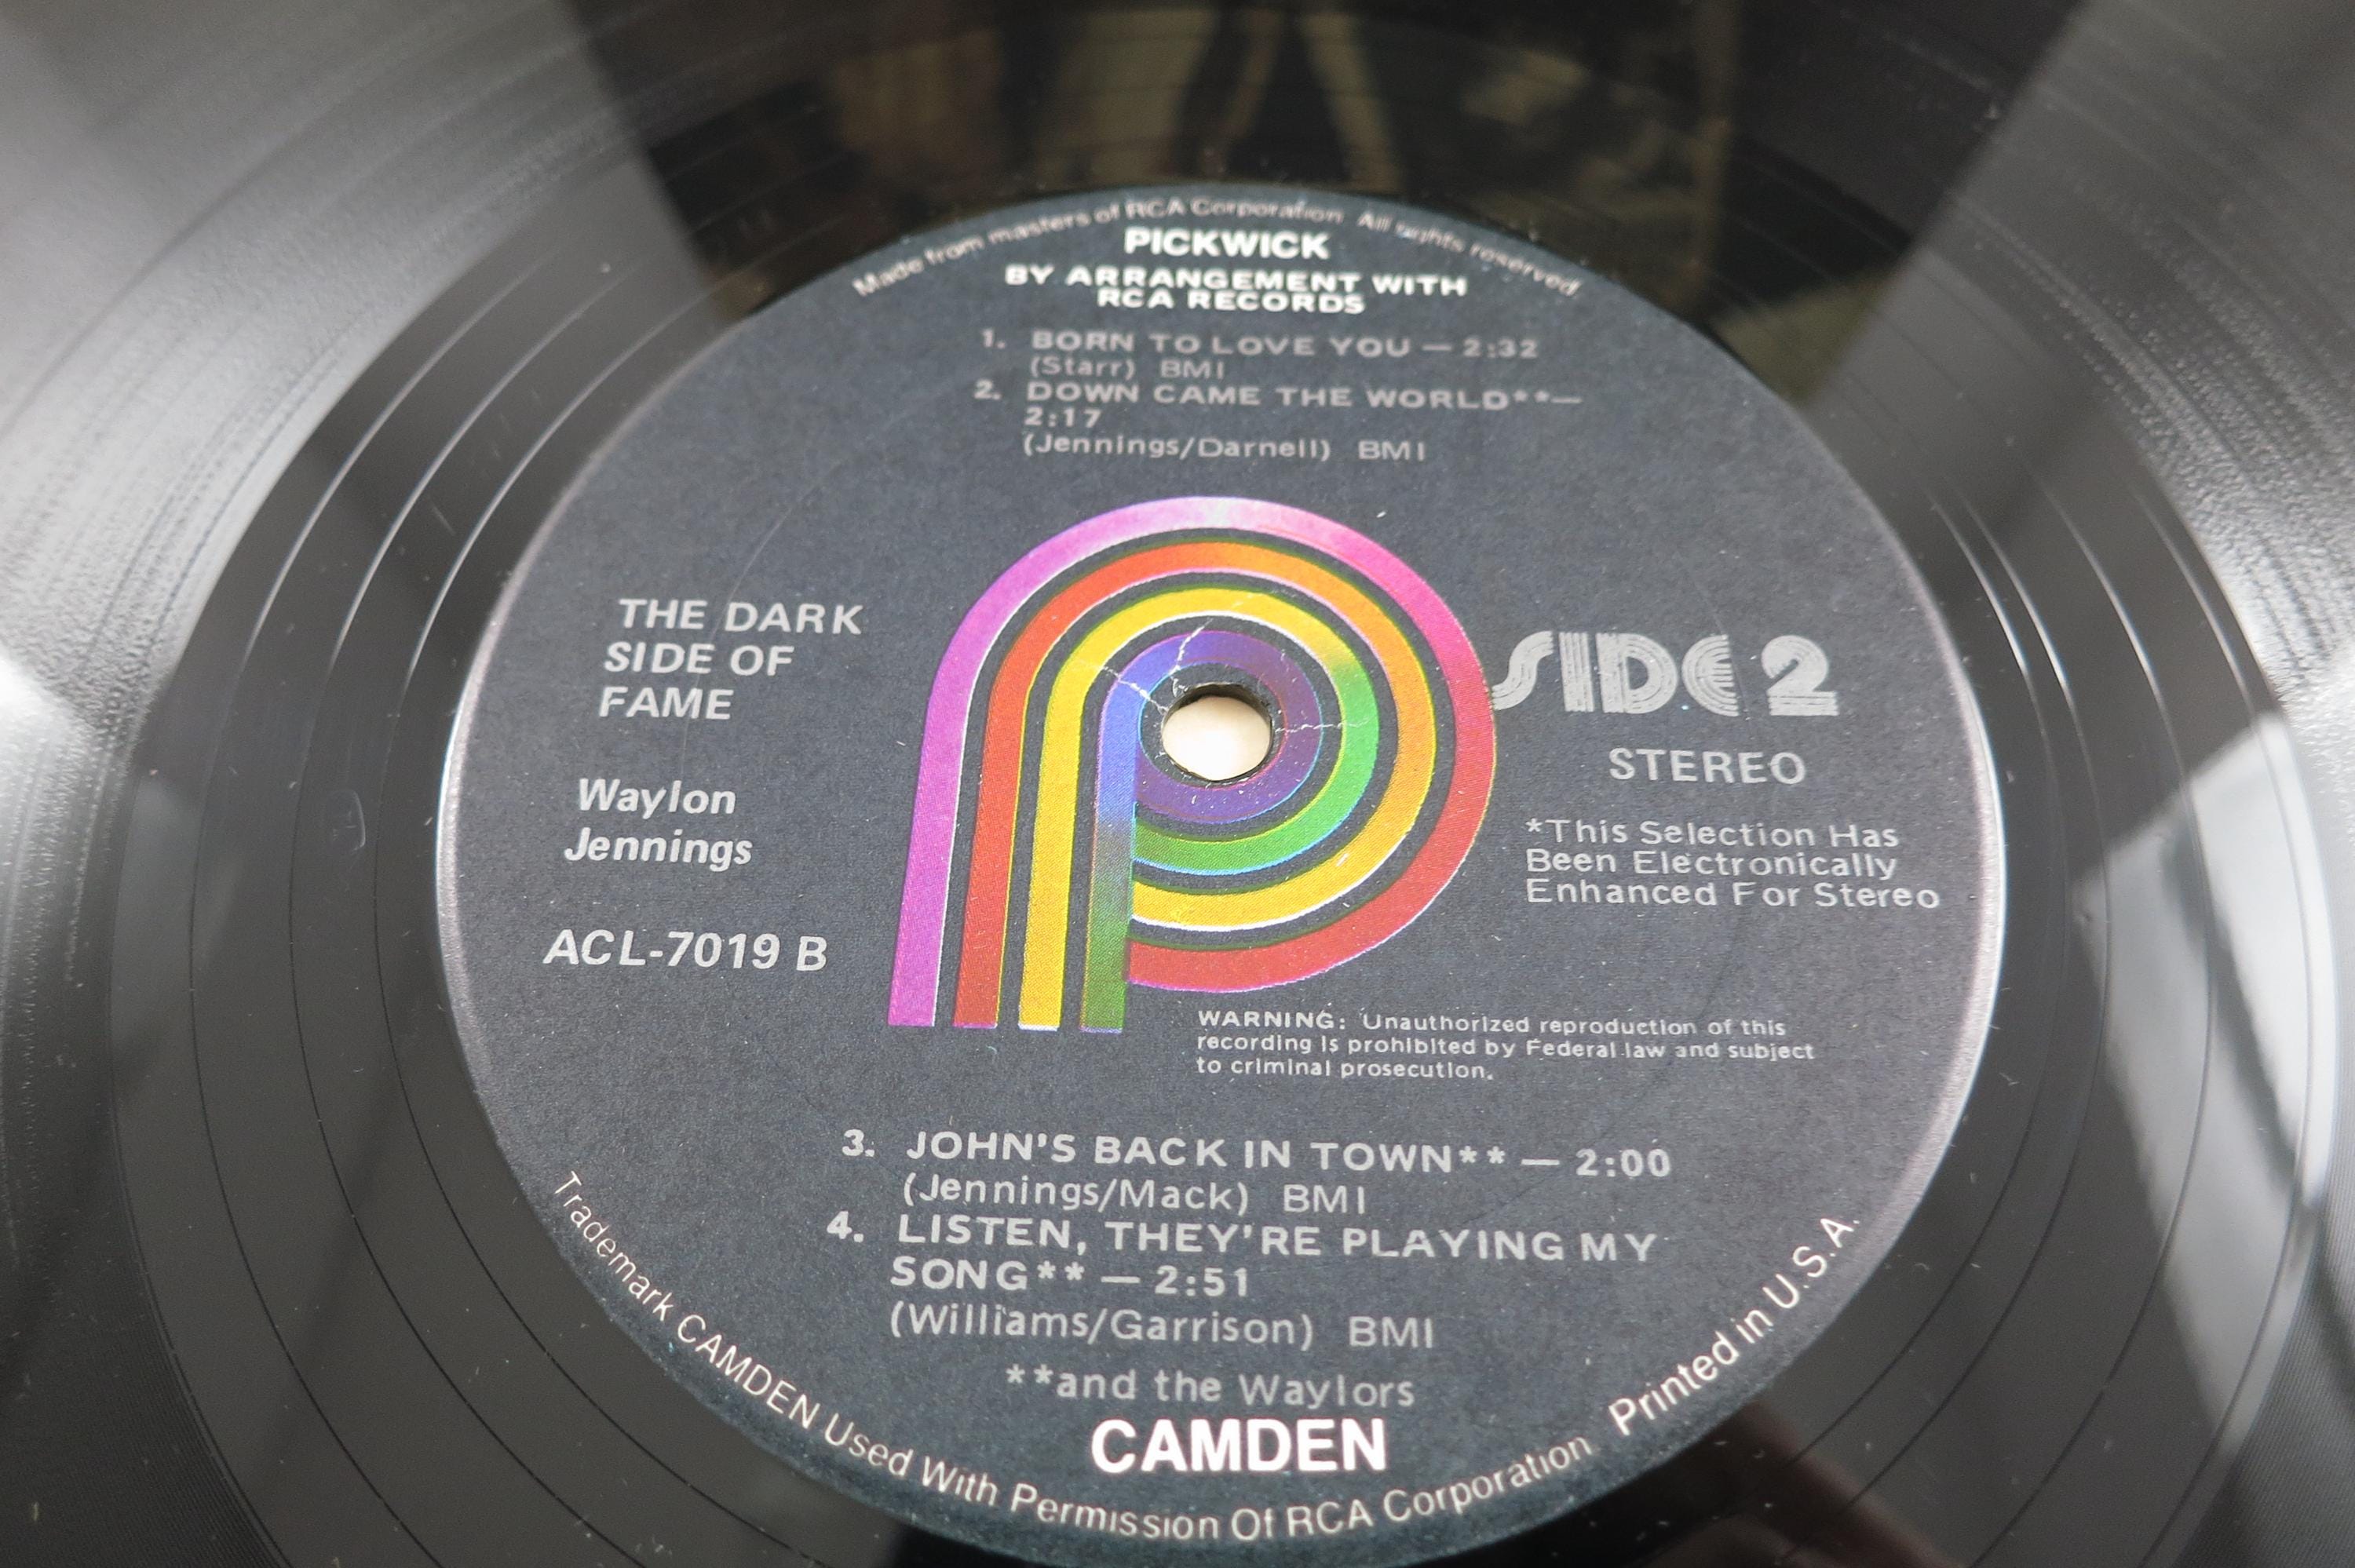 Made from masters of RCA Corporation. All rights reserved.
PICKWICK
BY ARRANGEMENT WITH
RCA RECORDS
1. BORN TO LOVE YOU — 2:32
(Starr) BMI
2. DOWN CAME THE WORLD**—
2:17
(Jennings/Darnell) BMI
THE DARK
SIDE OF
FAME
Waylon
Jennings
ACL-7019 B
SIDE 2
STEREO
*This Selection Has
Been Electronically
Enhanced For Stereo
WARNING: Unauthorized reproduction of this
recording is prohibited by Federal law and subject
to criminal prosecution.
3. JOHN'S BACK IN TOWN** — 2:00
(Jennings/Mack) BMI
4. LISTEN, THEY'RE PLAYING MY
SONG** — 2:51
(Williams/Garrison) BMI
**and the Waylors
CAMDEN
Trademark CAMDEN Used With Permission Of RCA Corporation Printed in U.S.A.